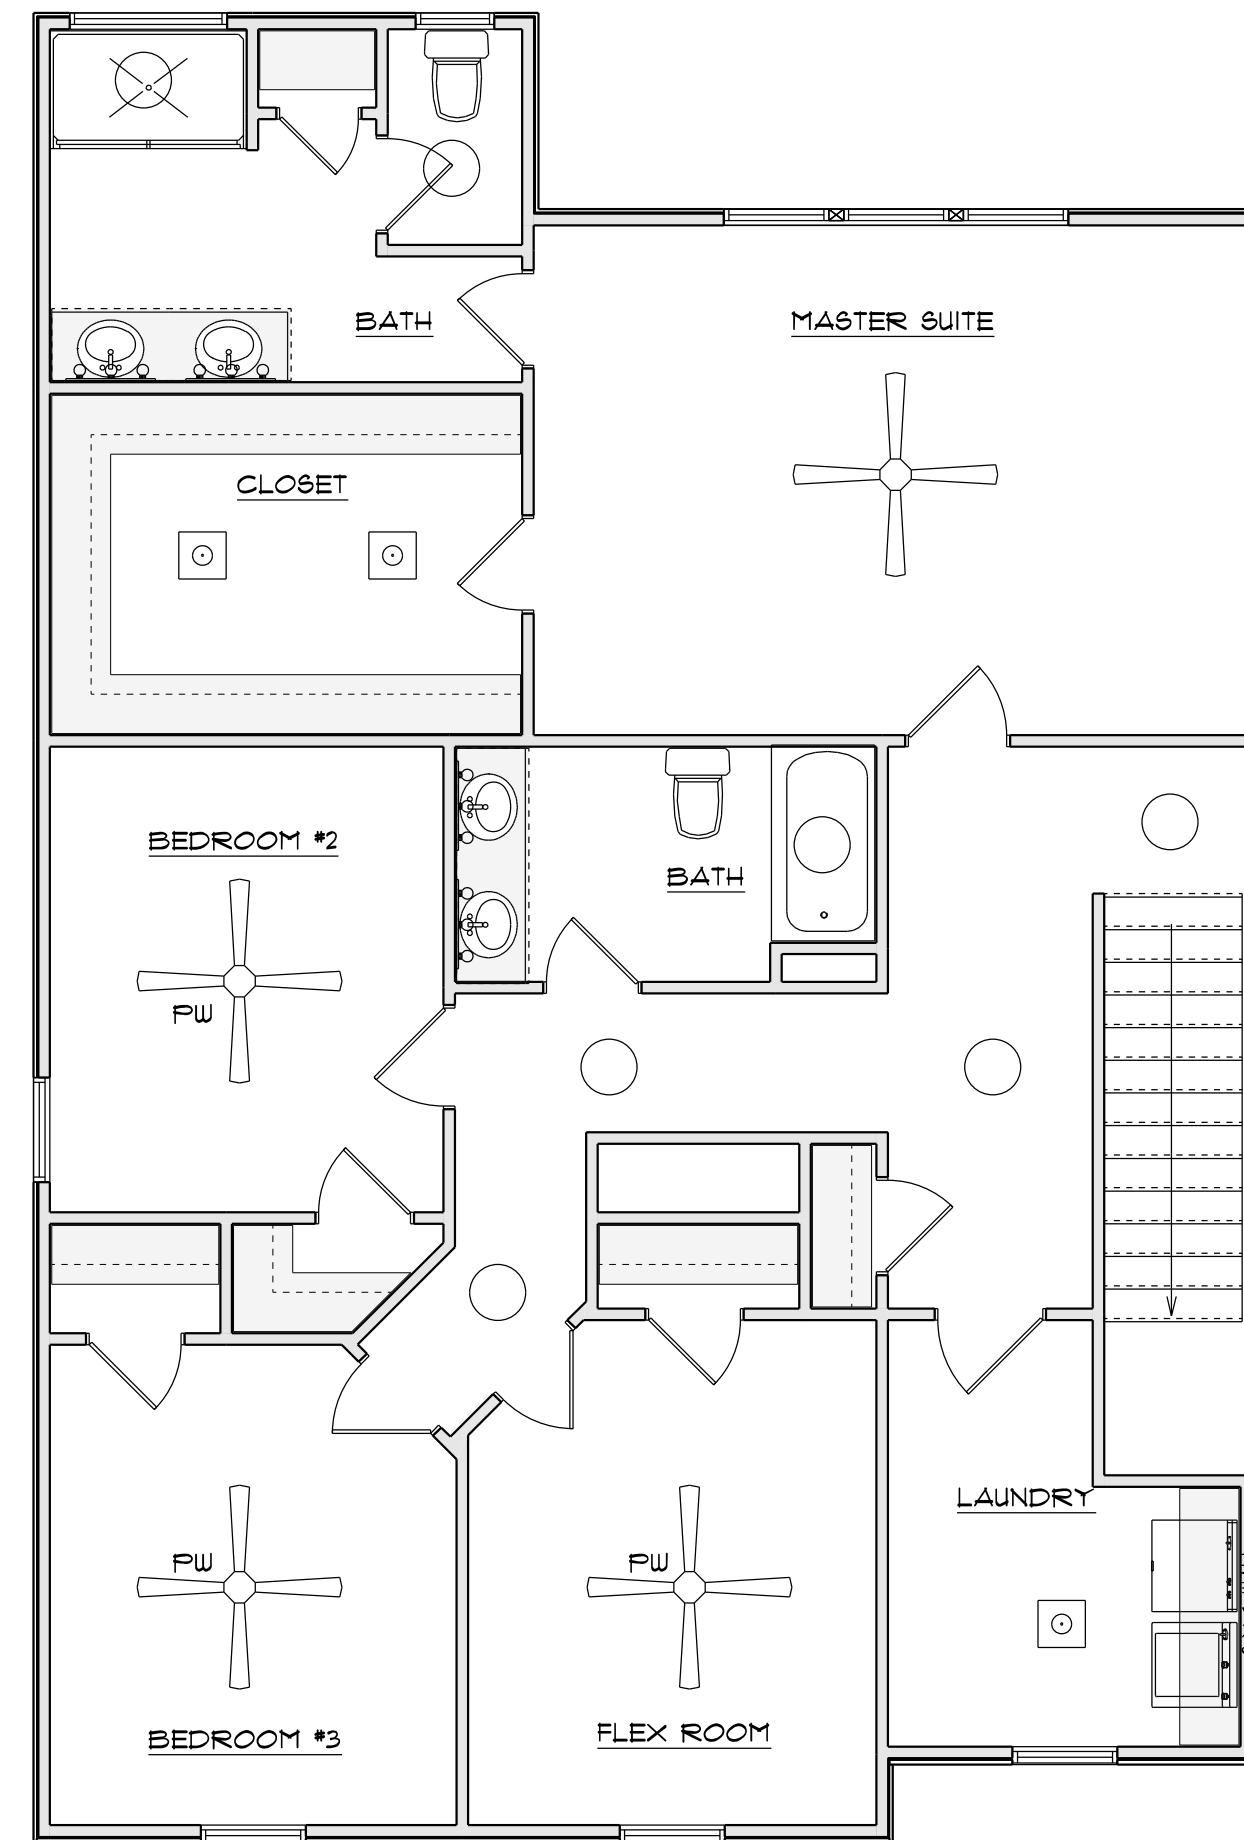 BATH
MASTER SUITE
CLOSET
BEDROOM #2
BATH
PW
LAUNDRY
PW
PW
BEDROOM #3
FLEX ROOM